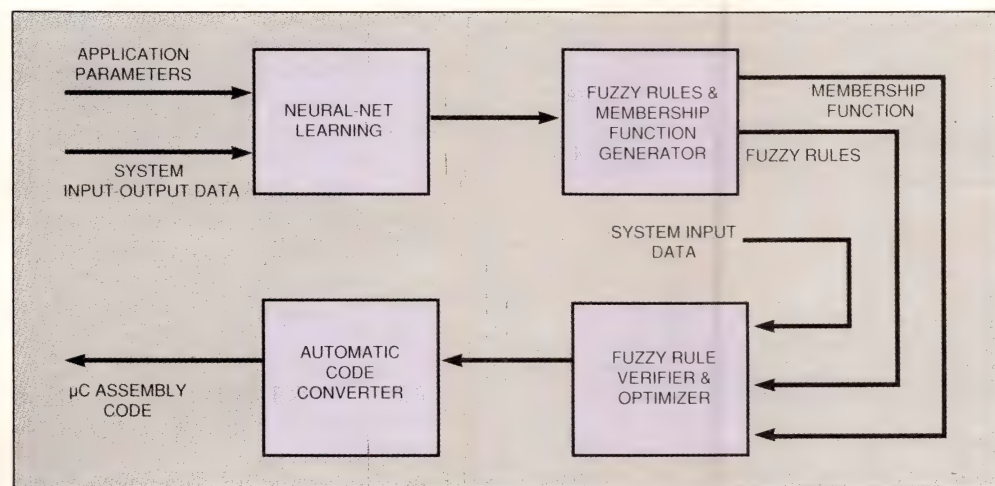 APPLICATION
PARAMETERS
SYSTEM
INPUT-OUTPUT DATA
NEURAL-NET
LEARNING
FUZZY RULES &
MEMBERSHIP
FUNCTION
GENERATOR
MEMBERSHIP
FUNCTION
FUZZY RULES
SYSTEM INPUT
DATA
FUZZY RULE
VERIFIER &
OPTIMIZER
AUTOMATIC
CODE
CONVERTER
µC ASSEMBLY
CODE